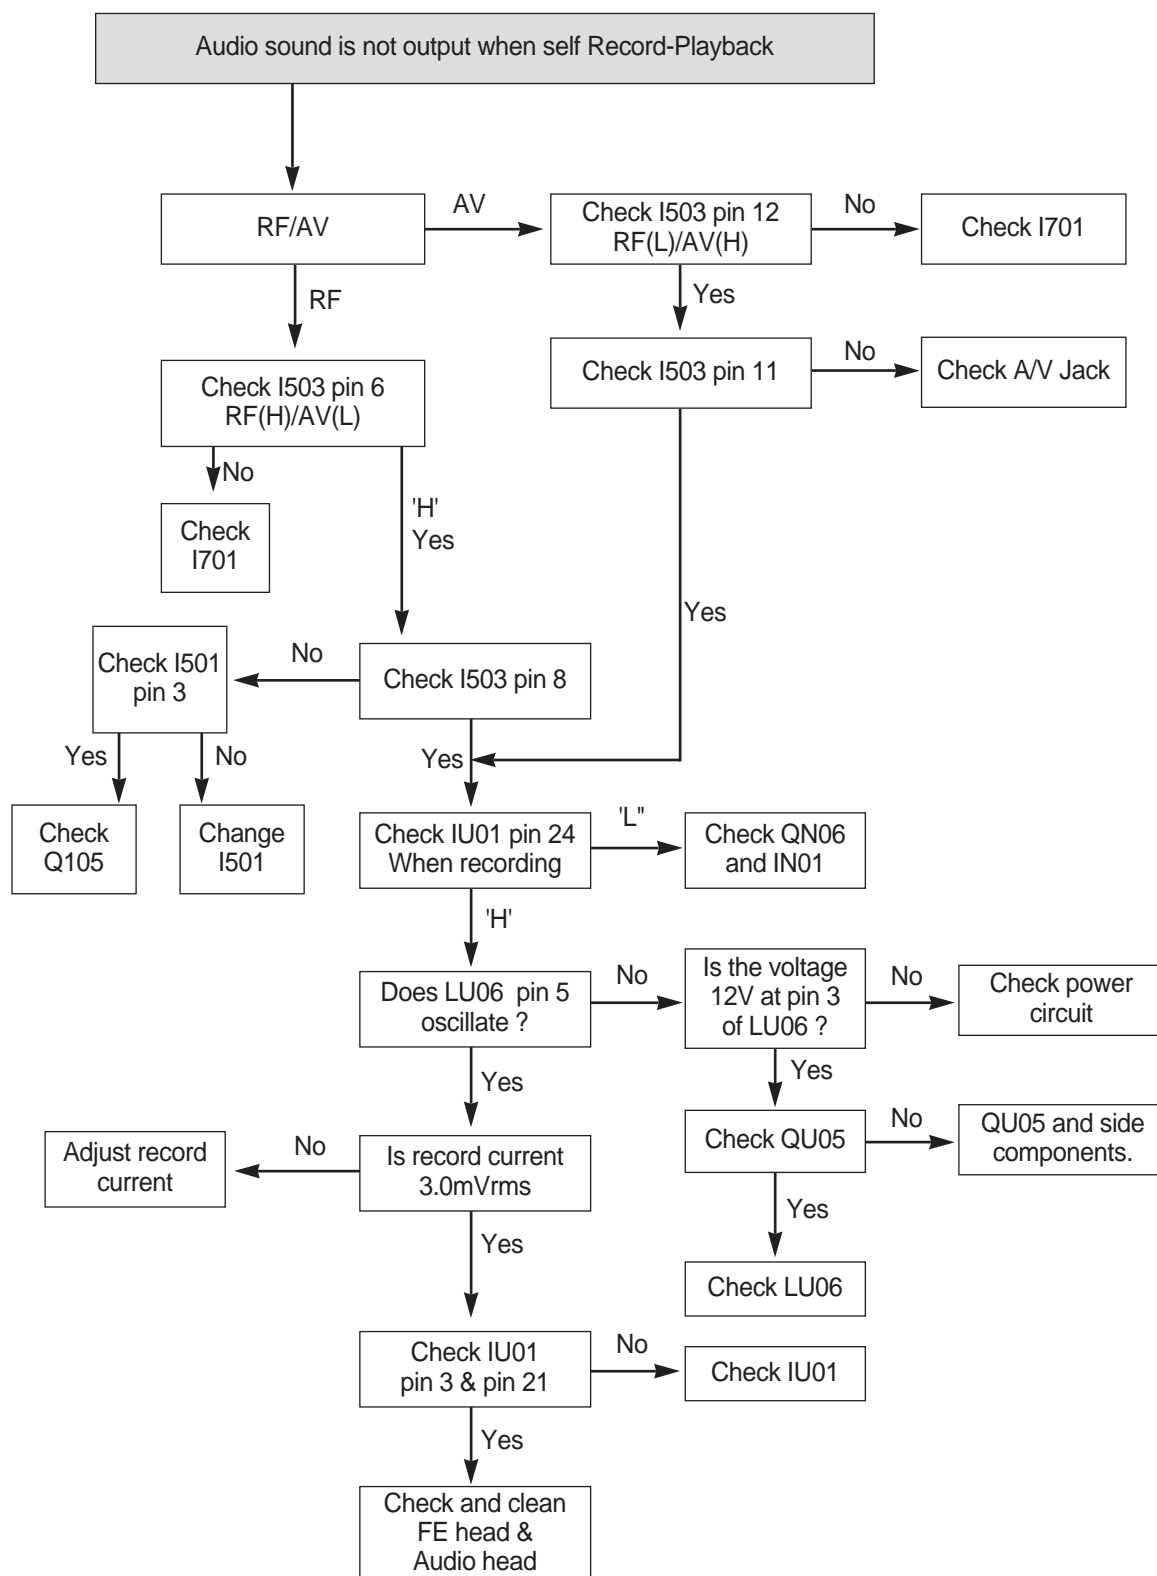 Audio sound is not output when self Record-Playback
RF/AV
AV
Check I503 pin 12
RF(L)/AV(H)
No
Check I701
RF
Yes
Check I503 pin 6
RF(H)/AV(L)
Check I503 pin 11
No
Check A/V Jack
No
Check
I701
'H'
Yes
Yes
Check I501
pin 3
No
Check I503 pin 8
Yes
No
Yes
Check
Q105
Change
I501
Check IU01 pin 24
When recording
'L"
Check QN06
and IN01
'H'
Does LU06 pin 5
oscillate ?
No
Is the voltage
12V at pin 3
of LU06 ?
No
Check power
circuit
Yes
Yes
Adjust record
current
No
Is record current
3.0mVrms
Check QU05
No
QU05 and side
components.
Yes
Yes
Check LU06
Check IU01
pin 3 & pin 21
No
Check IU01
Yes
Check and clean
FE head &
Audio head